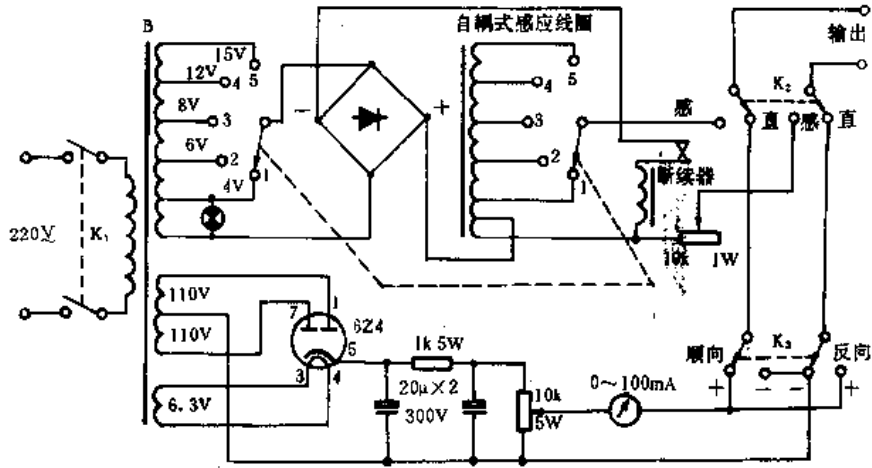 B
自耦式感应线圈
输出
15V
5
12V
4
8V
3
6V
2
4V
1
−
+
5
4
3
2
1
感
K₂
直
感
直
断续器
10k
1W
220V
K₁
110V
110V
7
1
6Z4
5
3
4
6.3V
1k 5W
20μ×2
300V
10k
5W
0～100mA
顺向
K₃
反向
+
−
−
+